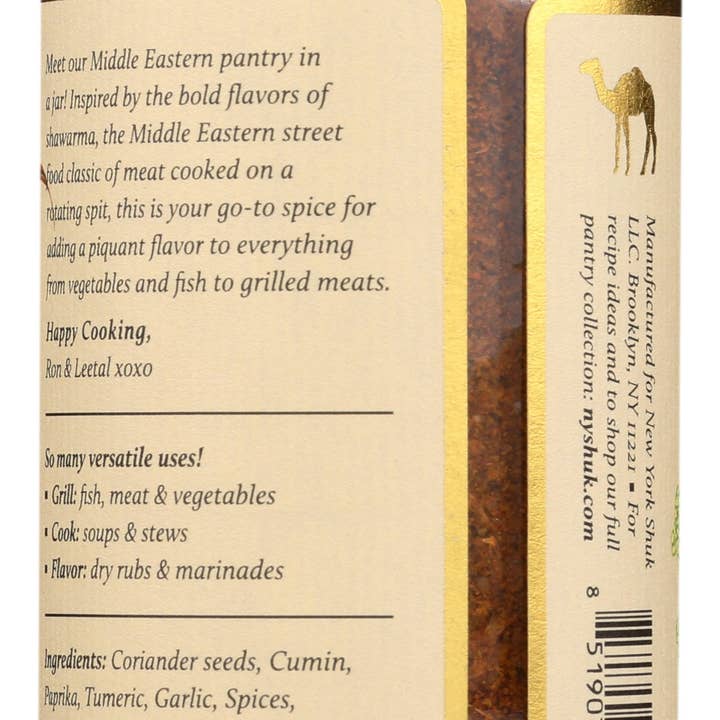 Meet our Middle Eastern pantry in
a jar! Inspired by the bold flavors of
shawarma, the Middle Eastern street
food classic of meat cooked on a
rotating spit, this is your go-to spice for
adding a piquant flavor to everything
from vegetables and fish to grilled meats.
Happy Cooking,
Ron & Leetal xoxo
So many versatile uses!
▪ Grill: fish, meat & vegetables
▪ Cook: soups & stews
▪ Flavor: dry rubs & marinades
Ingredients: Coriander seeds, Cumin,
Paprika, Tumeric, Garlic, Spices,
Manufactured for New York Shuk
LLC. Brooklyn, NY 11221 ▪ For
recipe ideas and to shop our full
pantry collection: nyshuk.com
8
5190